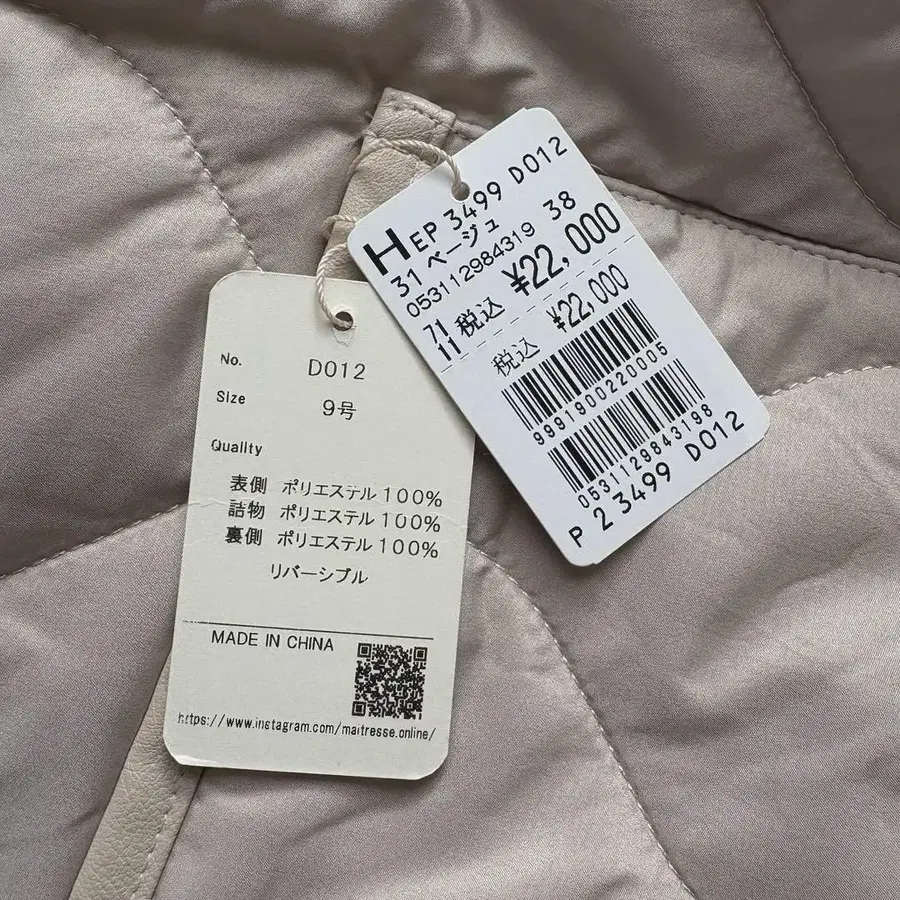 No. D012
Size 9号
Quality
表側 ポリエステル100%
詰物 ポリエステル100%
裏側 ポリエステル100%
リバーシブル
MADE IN CHINA
https://www.instagram.com/maitresse.online/
HEP 3499 D012
31 ベージュ 38
053112984319
71 税込 ¥22,000
11
税込 ¥22,000
9991900220005
0531129843198
P 2 3499 D012